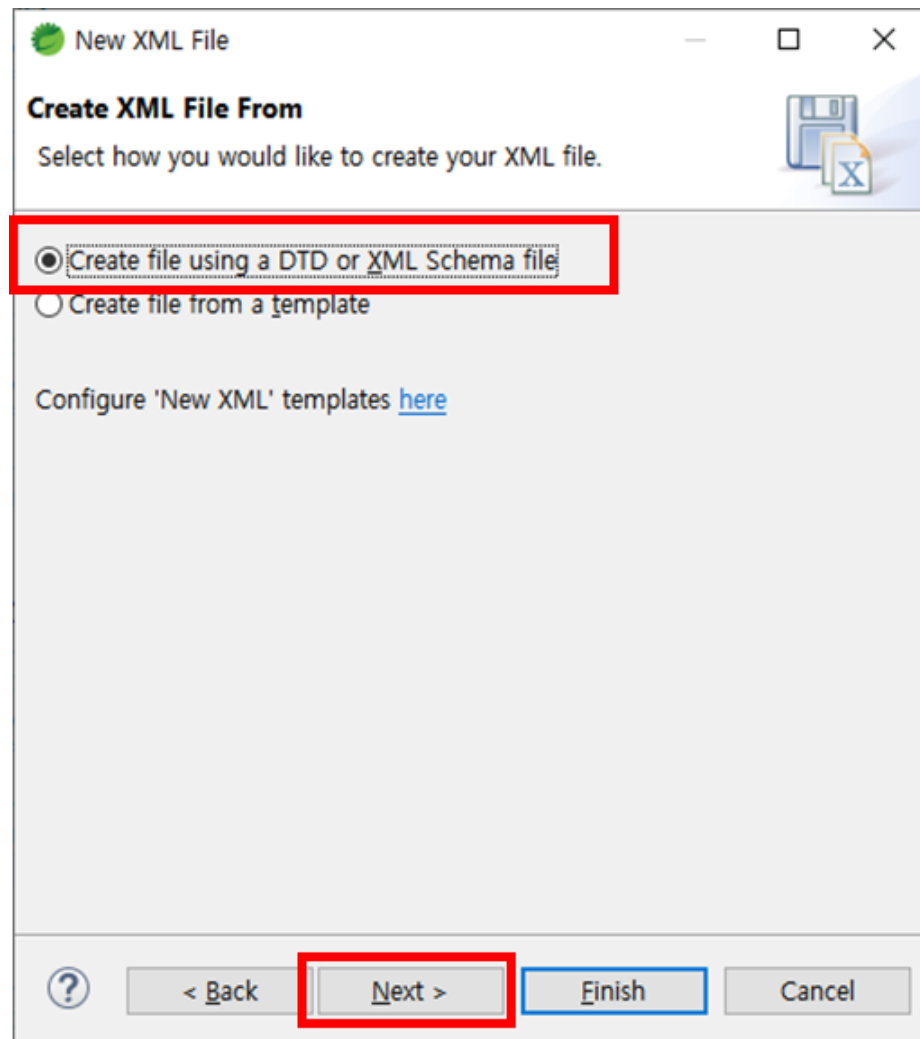 New XML File
Create XML File From
Select how you would like to create your XML file.
X
Create file using a DTD or XML Schema file
Create file from a template
Configure 'New XML' templates here
?
< Back
Next >
Finish
Cancel